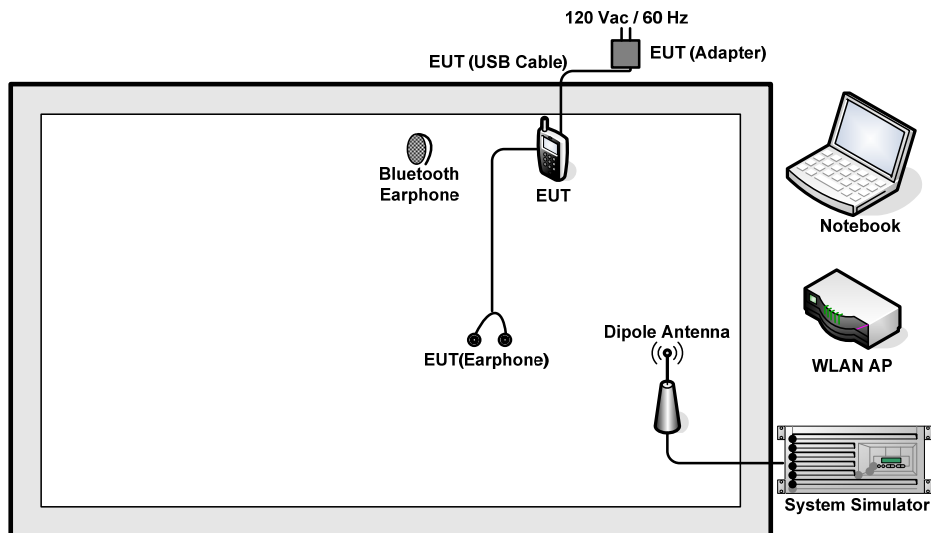 120 Vac / 60 Hz
EUT (Adapter)
EUT (USB Cable)
Bluetooth
Earphone
EUT
Notebook
Dipole Antenna
EUT(Earphone)
WLAN AP
System Simulator